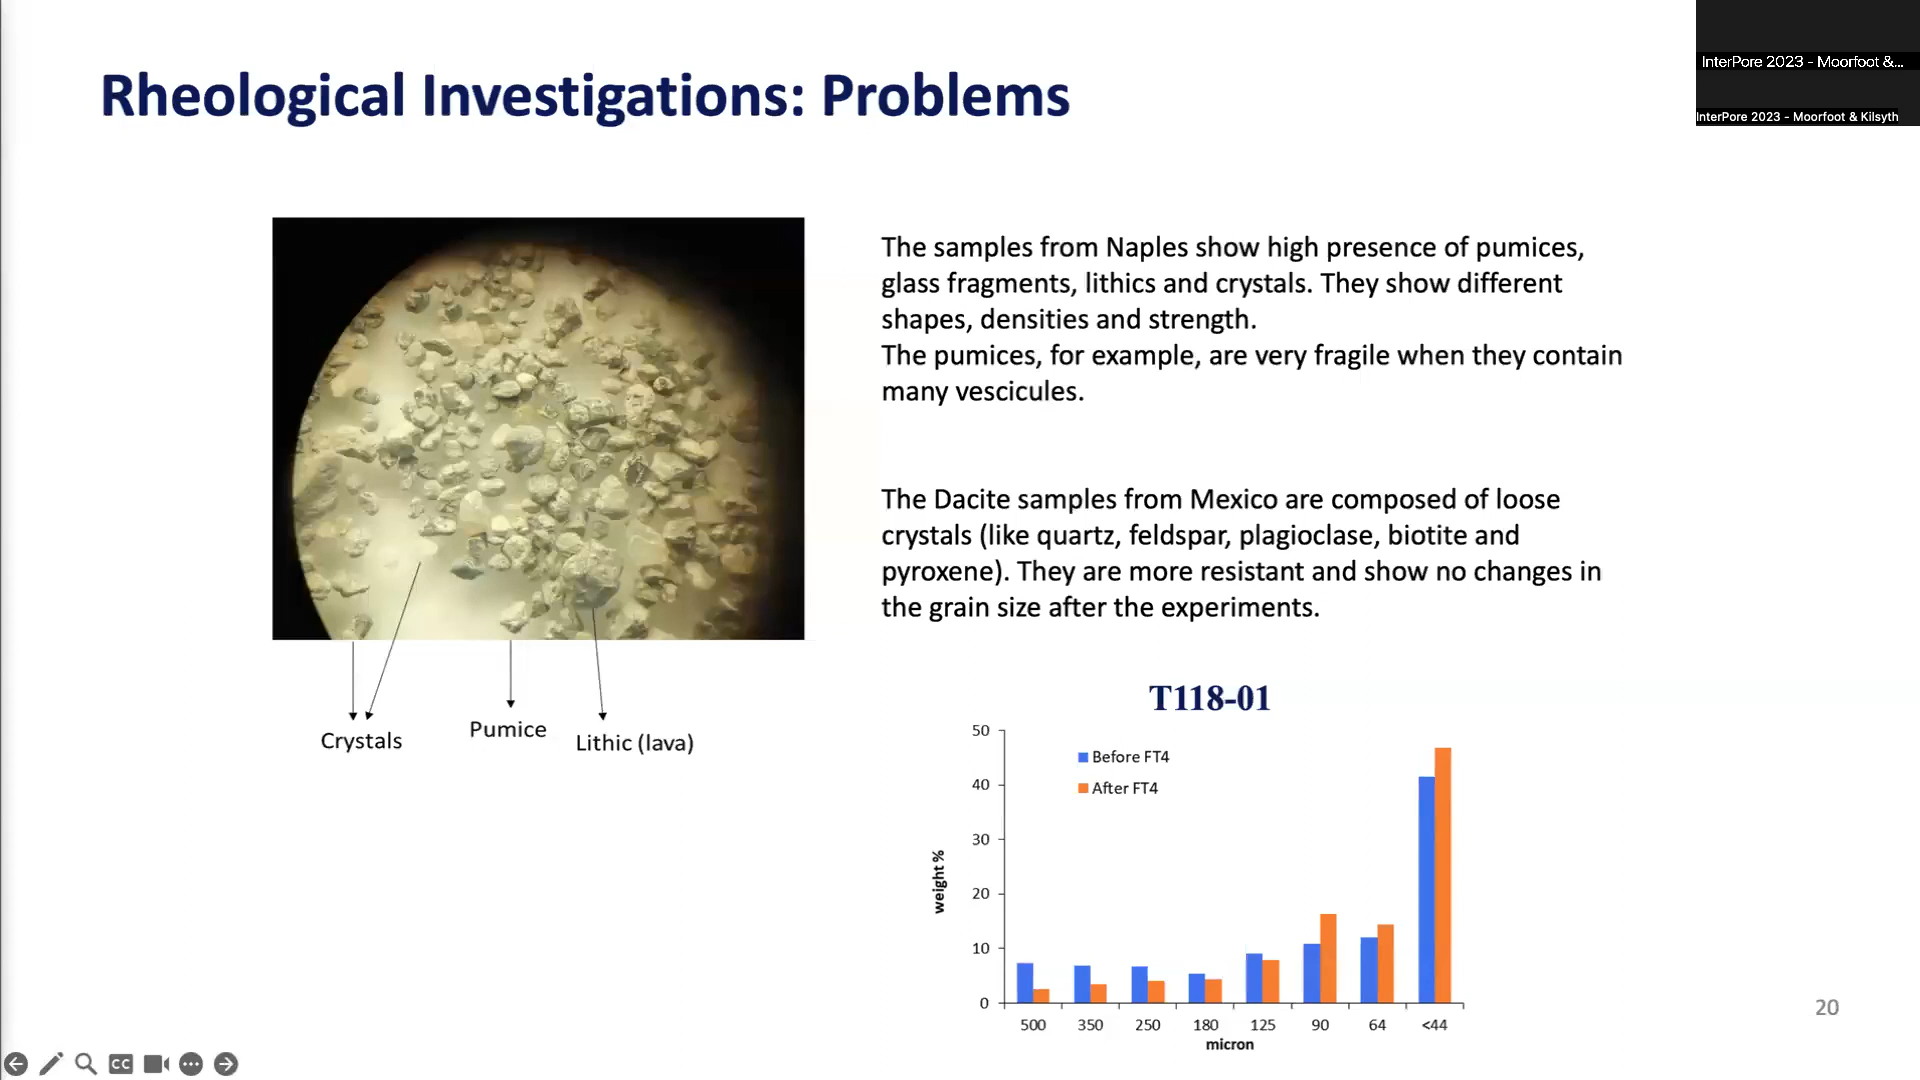 InterPore 2023 - Moorfoot &...
InterPore 2023 - Moorfoot & Kilsyth
Rheological Investigations: Problems
The samples from Naples show high presence of pumices,
glass fragments, lithics and crystals. They show different
shapes, densities and strength.
The pumices, for example, are very fragile when they contain
many vescicules.
The Dacite samples from Mexico are composed of loose
crystals (like quartz, feldspar, plagioclase, biotite and
pyroxene). They are more resistant and show no changes in
the grain size after the experiments.
Crystals
Pumice
Lithic (lava)
T118-01
Before FT4
After FT4
weight %
50
40
30
20
10
0
500 350 250 180 125 90 64 <44
micron
20
CC